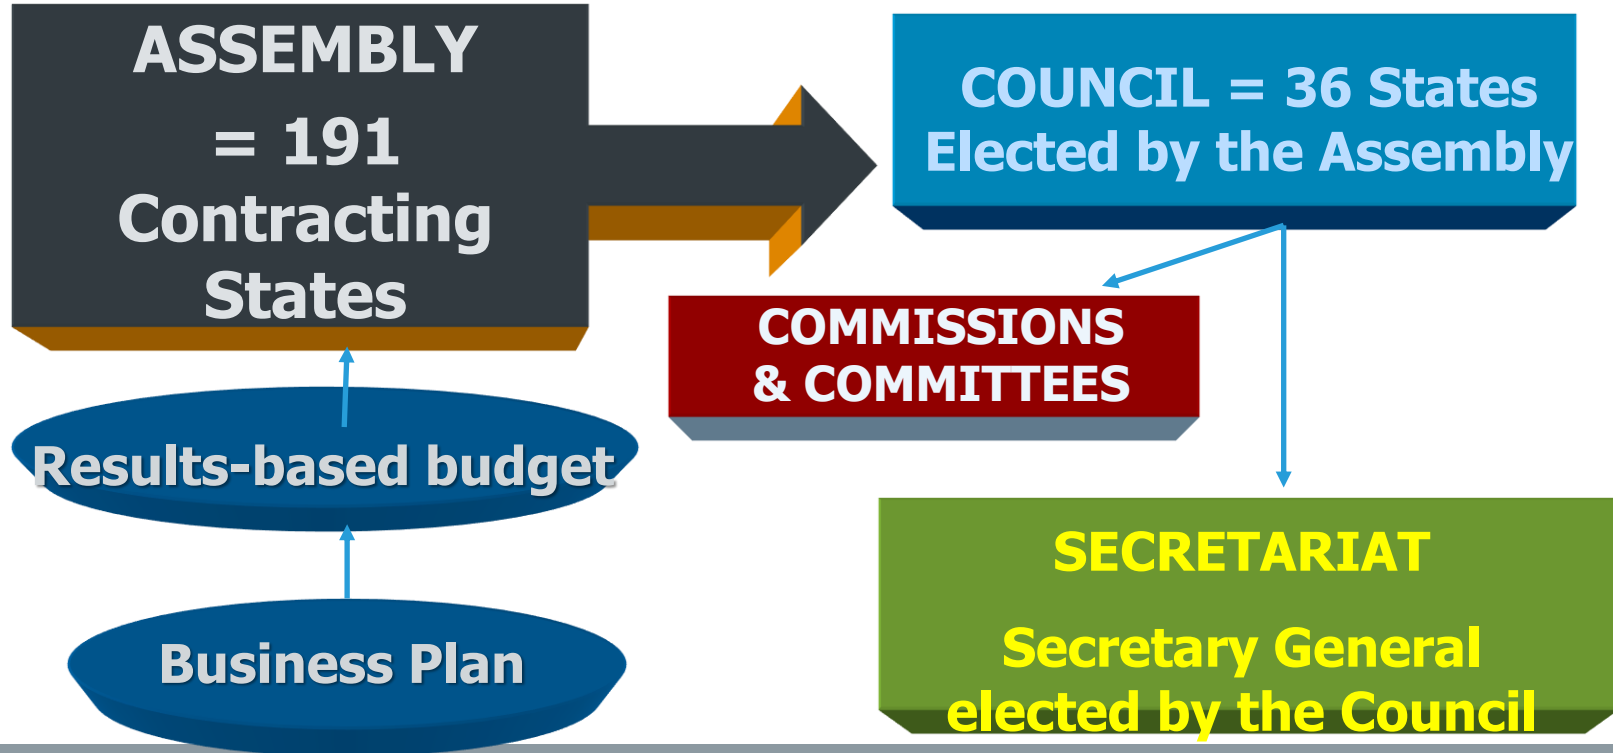 ASSEMBLY
= 191
Contracting
States
COUNCIL = 36 States
Elected by the Assembly
COMMISSIONS
& COMMITTEES
Results-based budget
Business Plan
SECRETARIAT
Secretary General
elected by the Council